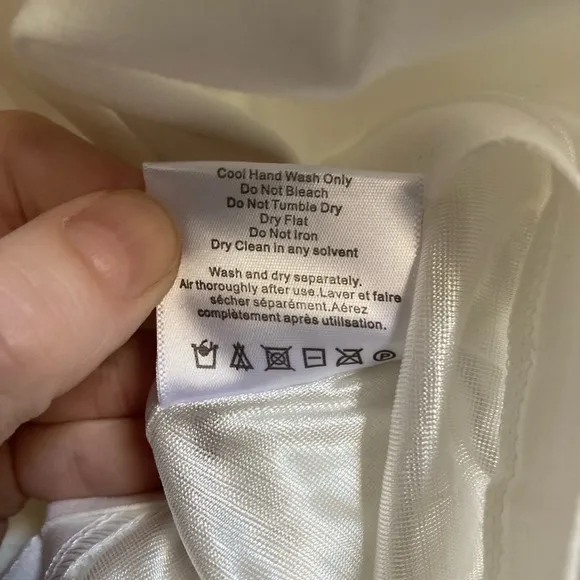 Cool Hand Wash Only
Do Not Bleach
Do Not Tumble Dry
Dry Flat
Do Not Iron
Dry Clean in any solvent
Wash and dry separately.
Air thoroughly after use.Laver et faire
sécher séparément.Aérez
complètement après utilisation.
P